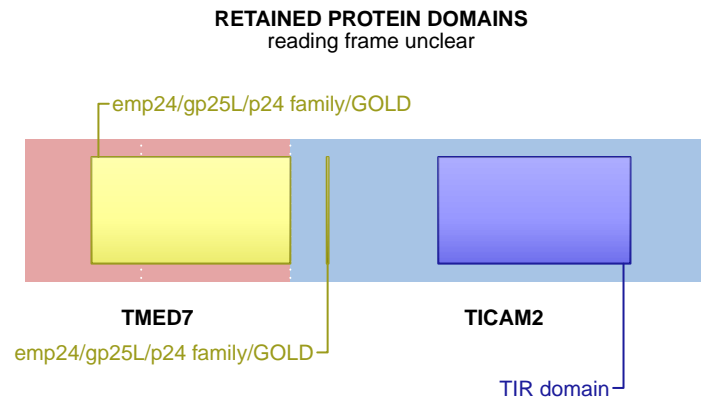 RETAINED PROTEIN DOMAINS
reading frame unclear
emp24/gp25L/p24 family/GOLD
TMED7
TICAM2
emp24/gp25L/p24 family/GOLD
TIR domain